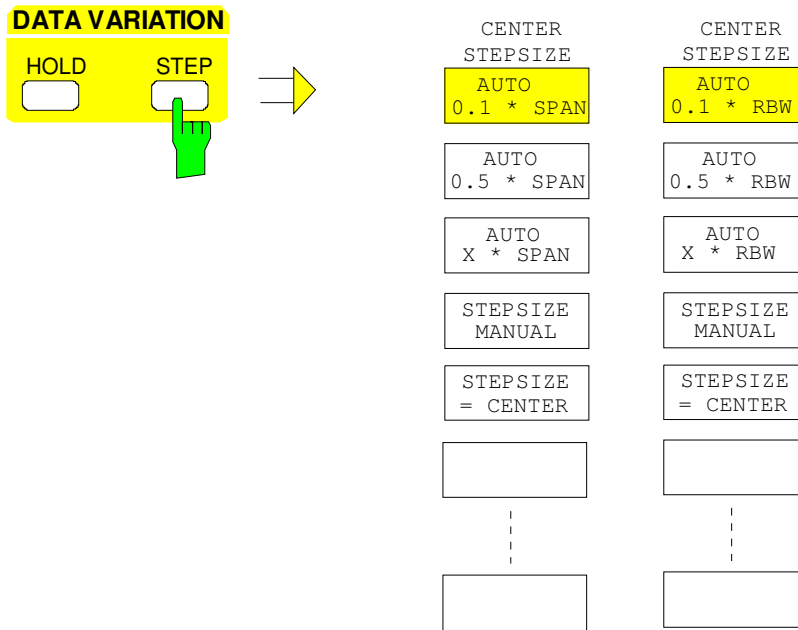 DATA VARIATION
HOLD
STEP
CENTER
STEPSIZE
AUTO
0.1 * SPAN
AUTO
0.5 * SPAN
AUTO
X * SPAN
STEPSIZE
MANUAL
STEPSIZE
= CENTER
CENTER
STEPSIZE
AUTO
0.1 * RBW
AUTO
0.5 * RBW
AUTO
X * RBW
STEPSIZE
MANUAL
STEPSIZE
= CENTER